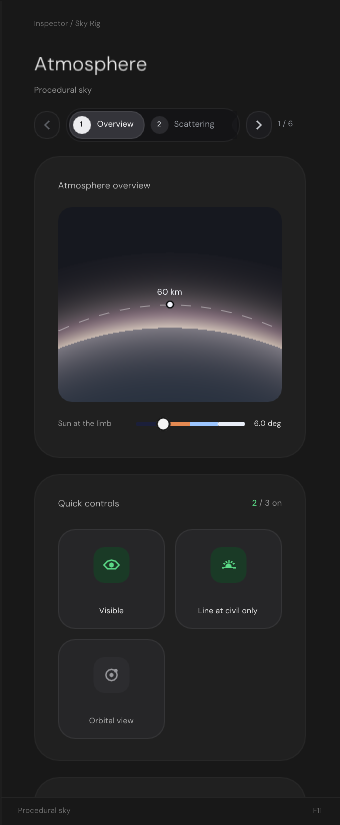 Inspector / Sky Rig
Atmosphere
Procedural sky
1 Overview 2 Scattering 1 / 6
Atmosphere overview
60 km
Sun at the limb 6.0 deg
Quick controls 2 / 3 on
Visible Line at civil only
Orbital view
Procedural sky